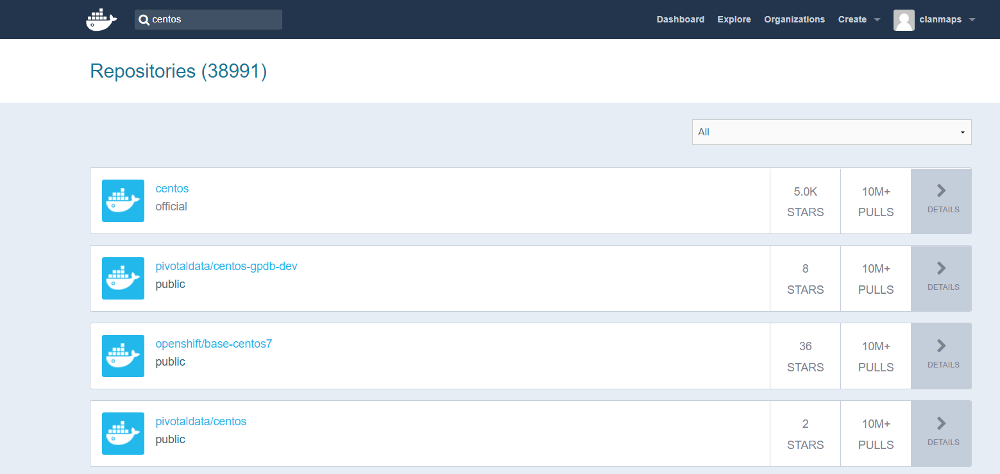 centos
Dashboard Explore Organizations Create clanmaps
Repositories (38991)
All
centos
official
5.0K
STARS
10M+
PULLS
DETAILS
pivotaldata/centos-gpdb-dev
public
8
STARS
10M+
PULLS
DETAILS
openshift/base-centos7
public
36
STARS
10M+
PULLS
DETAILS
pivotaldata/centos
public
2
STARS
10M+
PULLS
DETAILS